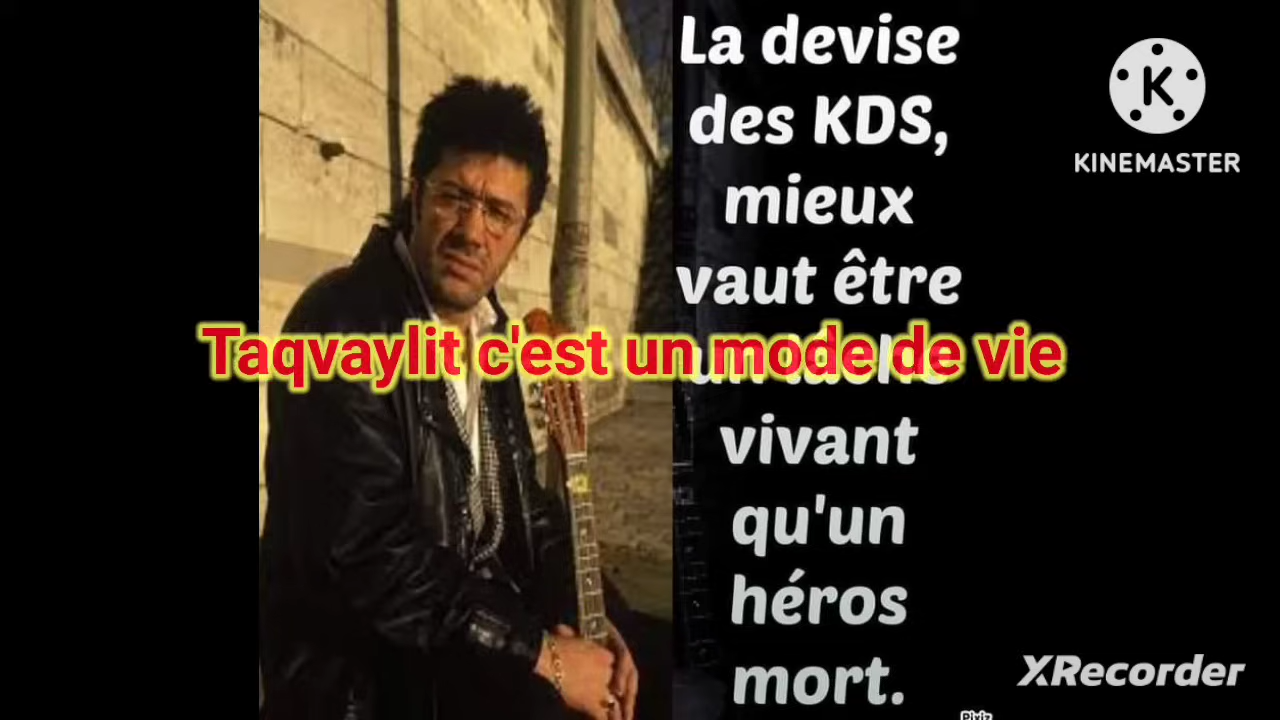 La devise
des KDS,
mieux
vaut être
un
Taqvaylit c'est un mode de vie
vivant
qu'un
héros
mort.
KINEMASTER
XRecorder